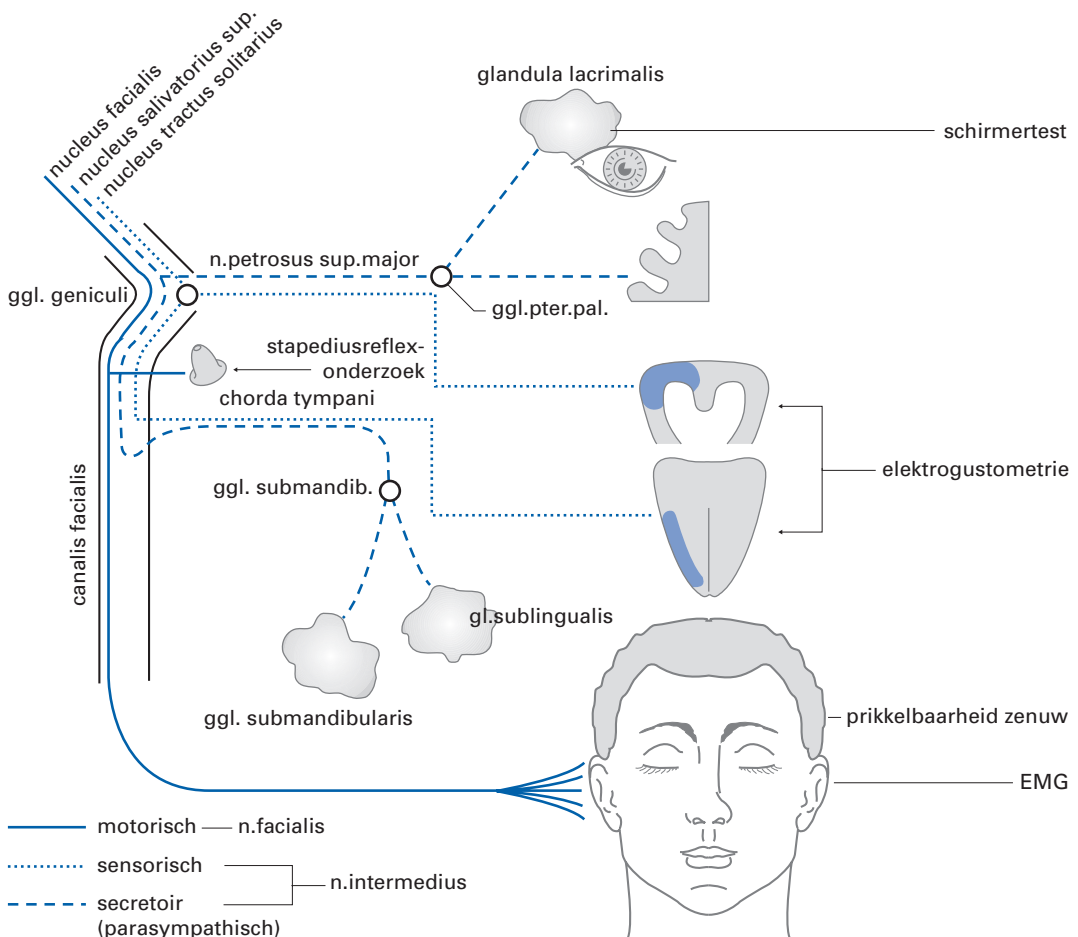 nucleus facialis
nucleus salivatorius sup.
nucleus tractus solitarius
glandula lacrimalis
schirmertest
n.petrosus sup.major
ggl. geniculi
ggl.pter.pal.
stapediusreflex-
onderzoek
chorda tympani
elektrogustometrie
ggl. submandib.
canalis facialis
gl.sublingualis
ggl. submandibularis
prikkelbaarheid zenuw
EMG
motorisch n.facialis
sensorisch
n.intermedius
secretoir
(parasympathisch)